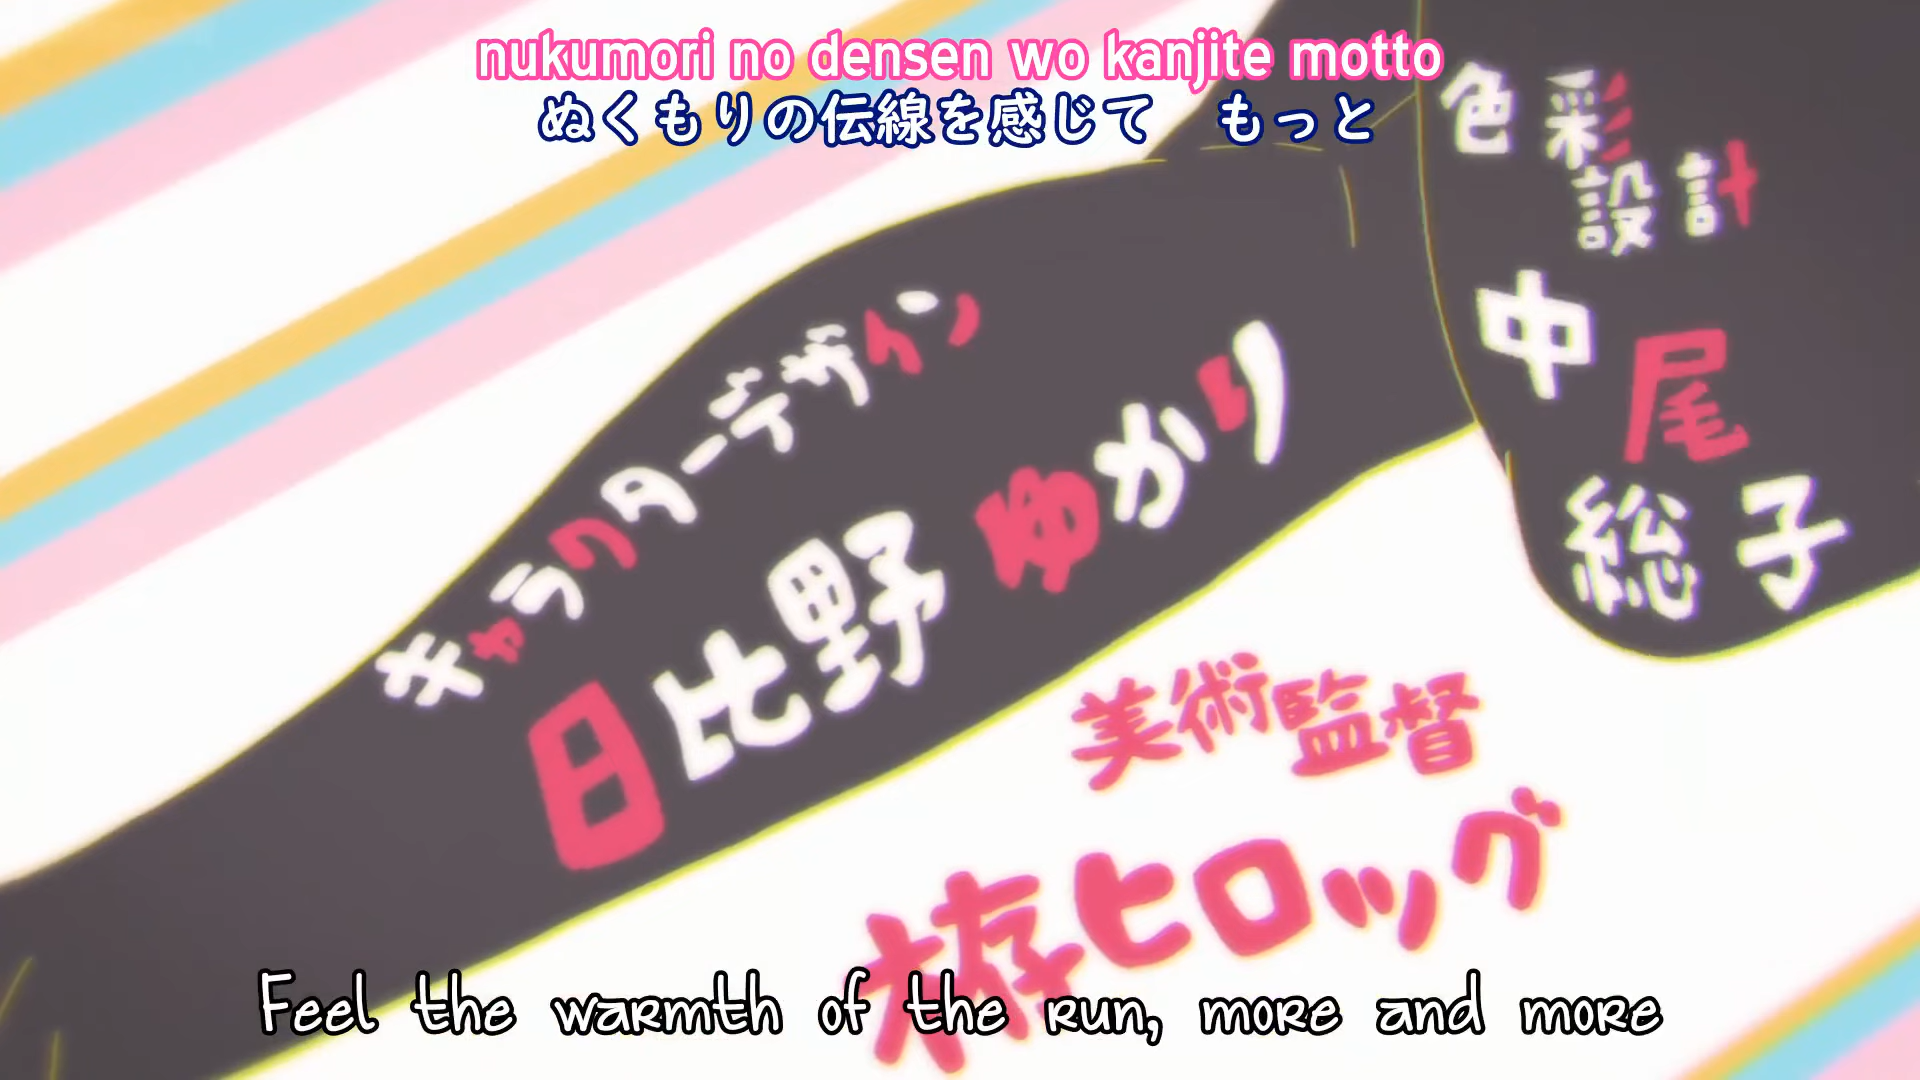 nukumori no densen wo kanjite motto
ぬくもりの伝線を感じて　もっと
色彩
設計
中尾
総子
キャラクターデザイン
日比野 ゆかり
美術監督
栫ヒロツグ
Feel the warmth of the run, more and more